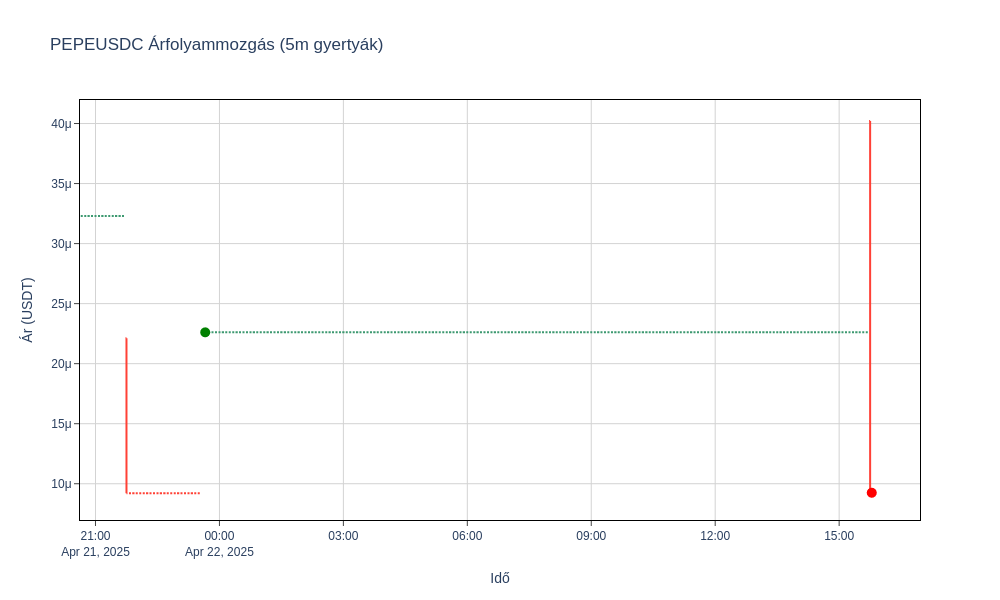 PEPEUSDC Árfolyammozgás (5m gyertyák)
40μ
35μ
30μ
25μ
20μ
15μ
10μ
Ár (USDT)
21:00
Apr 21, 2025
00:00
Apr 22, 2025
03:00
06:00
09:00
12:00
15:00
Idő